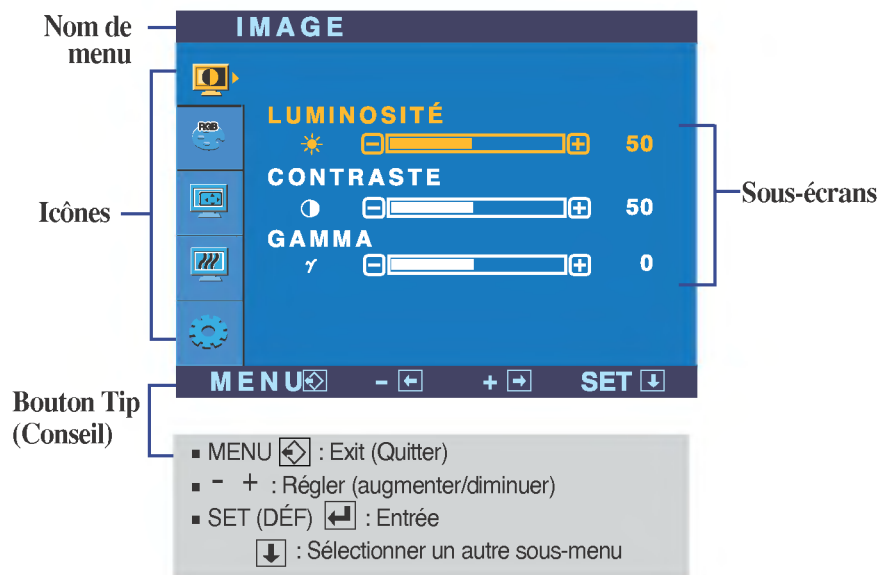 Nom de
menu
IMAGE
RGB
LUMINOSITÉ
50
CONTRASTE
50
GAMMA
γ
0
Icônes
Sous-écrans
MENU - + SET
Bouton Tip
(Conseil)
▪ MENU : Exit (Quitter)
▪ - + : Régler (augmenter/diminuer)
▪ SET (DÉF) : Entrée
: Sélectionner un autre sous-menu